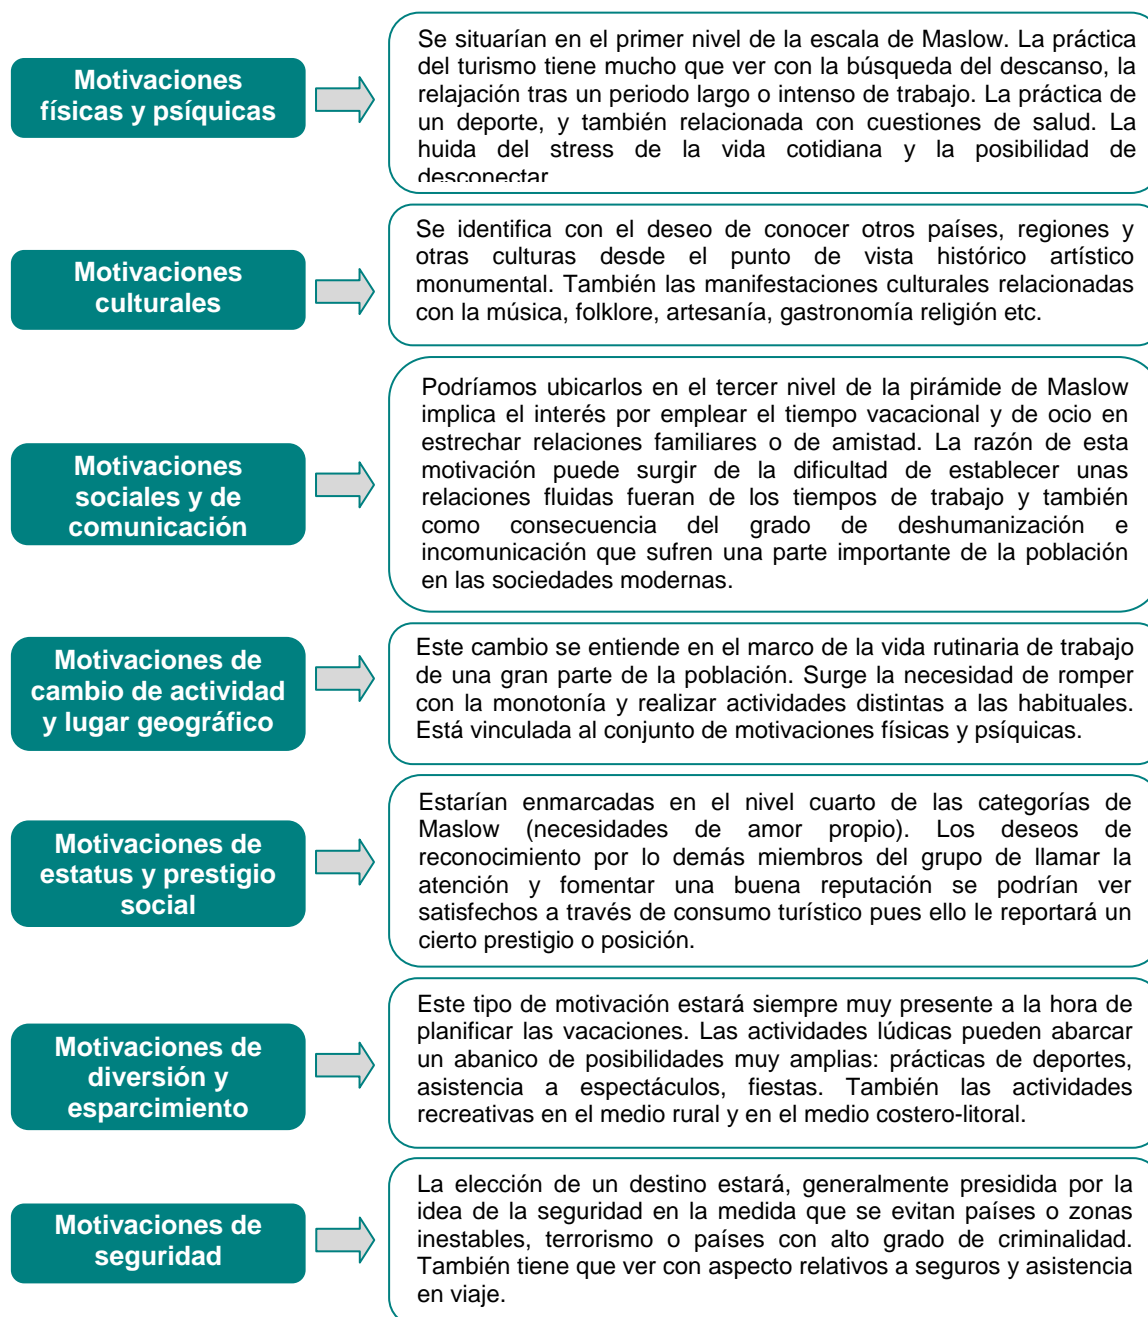 Motivaciones
físicas y psíquicas
Se situarían en el primer nivel de la escala de Maslow. La práctica
del turismo tiene mucho que ver con la búsqueda del descanso, la
relajación tras un periodo largo o intenso de trabajo. La práctica de
un deporte, y también relacionada con cuestiones de salud. La
huida del stress de la vida cotidiana y la posibilidad de
desconectar
Motivaciones
culturales
Se identifica con el deseo de conocer otros países, regiones y
otras culturas desde el punto de vista histórico artístico
monumental. También las manifestaciones culturales relacionadas
con la música, folklore, artesanía, gastronomía religión etc.
Motivaciones
sociales y de
comunicación
Podríamos ubicarlos en el tercer nivel de la pirámide de Maslow
implica el interés por emplear el tiempo vacacional y de ocio en
estrechar relaciones familiares o de amistad. La razón de esta
motivación puede surgir de la dificultad de establecer unas
relaciones fluidas fueran de los tiempos de trabajo y también
como consecuencia del grado de deshumanización e
incomunicación que sufren una parte importante de la población
en las sociedades modernas.
Motivaciones de
cambio de actividad
y lugar geográfico
Este cambio se entiende en el marco de la vida rutinaria de trabajo
de una gran parte de la población. Surge la necesidad de romper
con la monotonía y realizar actividades distintas a las habituales.
Está vinculada al conjunto de motivaciones físicas y psíquicas.
Motivaciones de
estatus y prestigio
social
Estarían enmarcadas en el nivel cuarto de las categorías de
Maslow (necesidades de amor propio). Los deseos de
reconocimiento por lo demás miembros del grupo de llamar la
atención y fomentar una buena reputación se podrían ver
satisfechos a través de consumo turístico pues ello le reportará un
cierto prestigio o posición.
Motivaciones de
diversión y
esparcimiento
Este tipo de motivación estará siempre muy presente a la hora de
planificar las vacaciones. Las actividades lúdicas pueden abarcar
un abanico de posibilidades muy amplias: prácticas de deportes,
asistencia a espectáculos, fiestas. También las actividades
recreativas en el medio rural y en el medio costero-litoral.
Motivaciones de
seguridad
La elección de un destino estará, generalmente presidida por la
idea de la seguridad en la medida que se evitan países o zonas
inestables, terrorismo o países con alto grado de criminalidad.
También tiene que ver con aspecto relativos a seguros y asistencia
en viaje.